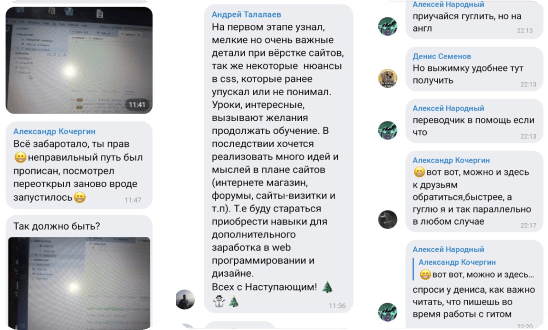 11:41
Александр Кочергин
Всё забаротало, ты прав
😁неправильный путь был
прописан, посмотрел
переоткрыл заново вроде
запустилось😁
11:47
Так должно быть?
Андрей Талалаев
На первом этапе узнал,
мелкие но очень важные
детали при вёрстке сайтов,
так же некоторые нюансы
в css, которые ранее
упускал или не понимал.
Уроки, интересные,
вызывают желания
продолжать обучение. В
последствии хочется
реализовать много идей и
мыслей в плане сайтов
(интернете магазин,
форумы, сайты-визитки и
т.п). Т.е буду стараться
приобрести навыки для
дополнительного
заработка в web
программировании и
дизайне.
Всех с Наступающим! 🎄
⛄🎄
11:36
Алексей Народный
приучайся гуглить, но на
англ
22:13
Денис Семенов
Но выжимку удобнее тут
получить
22:13
Алексей Народный
переводчик в помощь если
что
22:13
Александр Кочергин
😁вот вот, можно и здесь
к друзьям
обратиться,быстрее, а
гуглю я и так параллельно
в любом случае
22:17
Алексей Народный
Александр Кочергин
😁вот вот, можно и здесь...
спроси у дениса, как важно
читать, что пишешь во
время работы с гитом
22:20